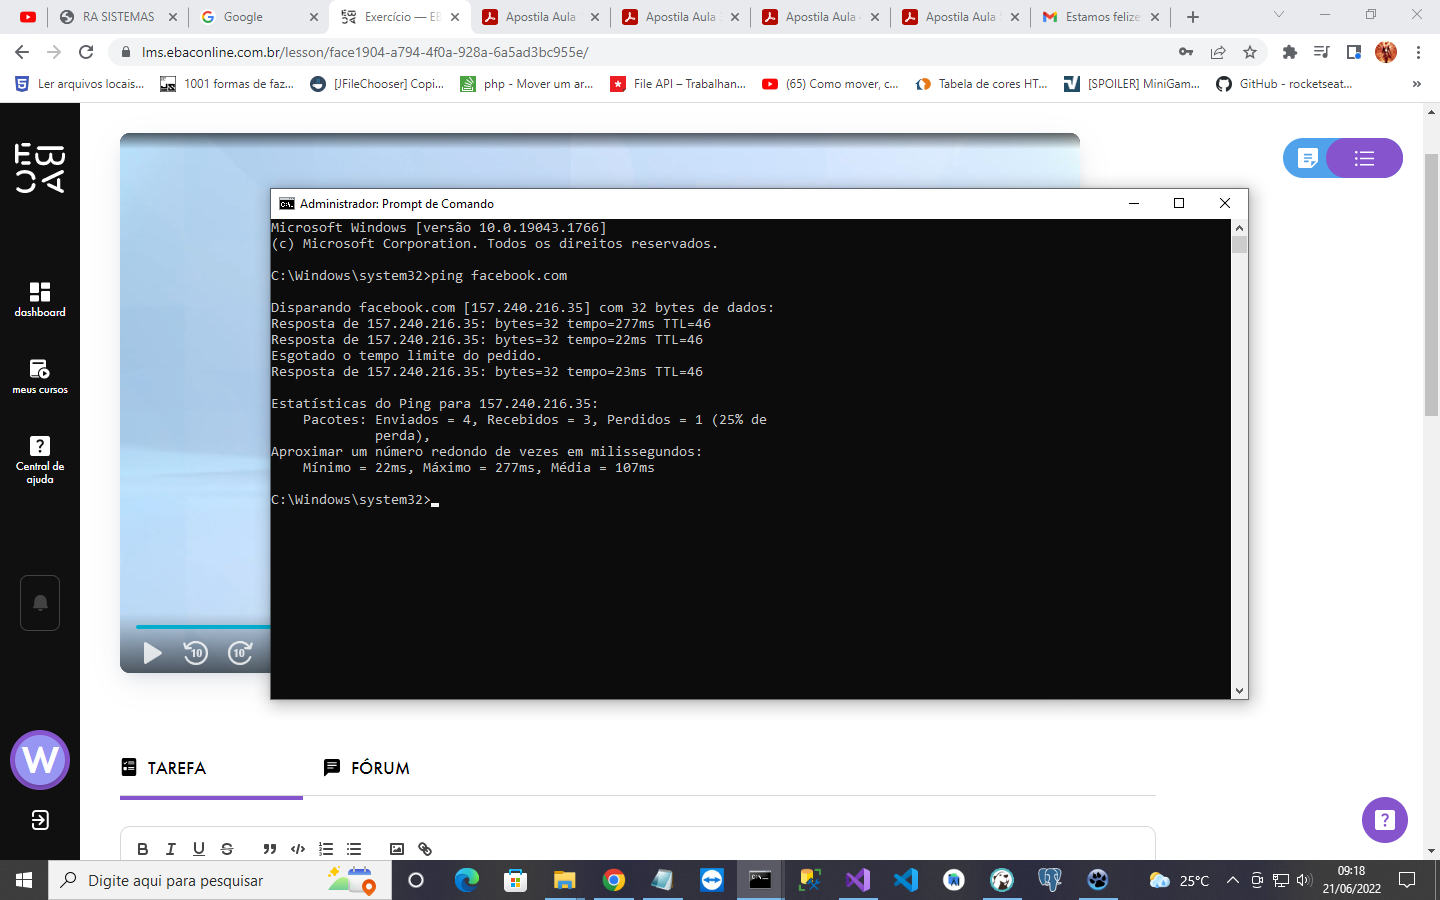 RA SISTEMAS
Google
Exercício — EB
Apostila Aula
Apostila Aula
Apostila Aula
Apostila Aula
Estamos felize
lms.ebaconline.com.br/lesson/face1904-a794-4f0a-928a-6a5ad3bc955e/
Ler arquivos locais...
1001 formas de faz...
[JFileChooser] Copi...
php - Mover um ar...
File API – Trabalhan...
(65) Como mover, c...
Tabela de cores HT...
[SPOILER] MiniGam...
GitHub - rocketseat...
»
EBAC
dashboard
meus cursos
Central de
ajuda
W
Administrador: Prompt de Comando
Microsoft Windows [versão 10.0.19043.1766]
(c) Microsoft Corporation. Todos os direitos reservados.
C:\Windows\system32>ping facebook.com
Disparando facebook.com [157.240.216.35] com 32 bytes de dados:
Resposta de 157.240.216.35: bytes=32 tempo=277ms TTL=46
Resposta de 157.240.216.35: bytes=32 tempo=22ms TTL=46
Esgotado o tempo limite do pedido.
Resposta de 157.240.216.35: bytes=32 tempo=23ms TTL=46
Estatísticas do Ping para 157.240.216.35:
Pacotes: Enviados = 4, Recebidos = 3, Perdidos = 1 (25% de
perda),
Aproximar um número redondo de vezes em milissegundos:
Mínimo = 22ms, Máximo = 277ms, Média = 107ms
C:\Windows\system32>
10
10
TAREFA
FÓRUM
B I U S
Digite aqui para pesquisar
25°C
09:18
21/06/2022